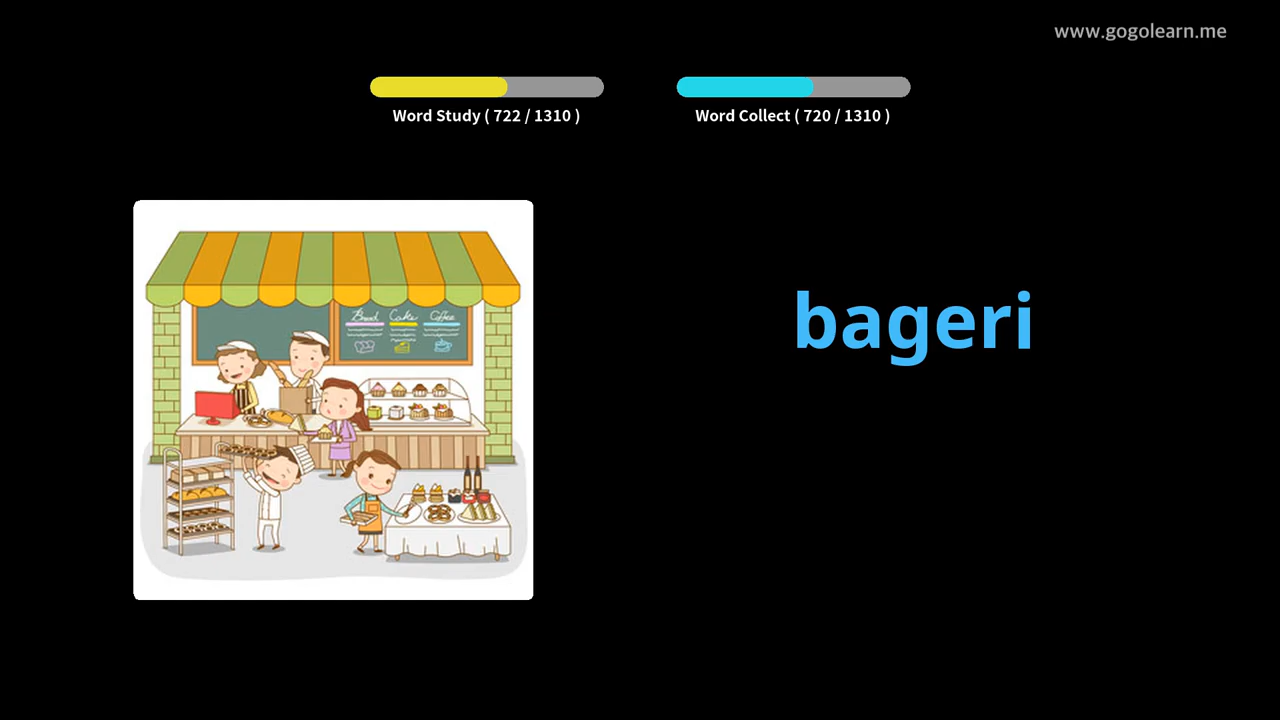 www.gogolearn.me
Word Study ( 722 / 1310 )
Word Collect ( 720 / 1310 )
Bread Cake Coffee
bageri